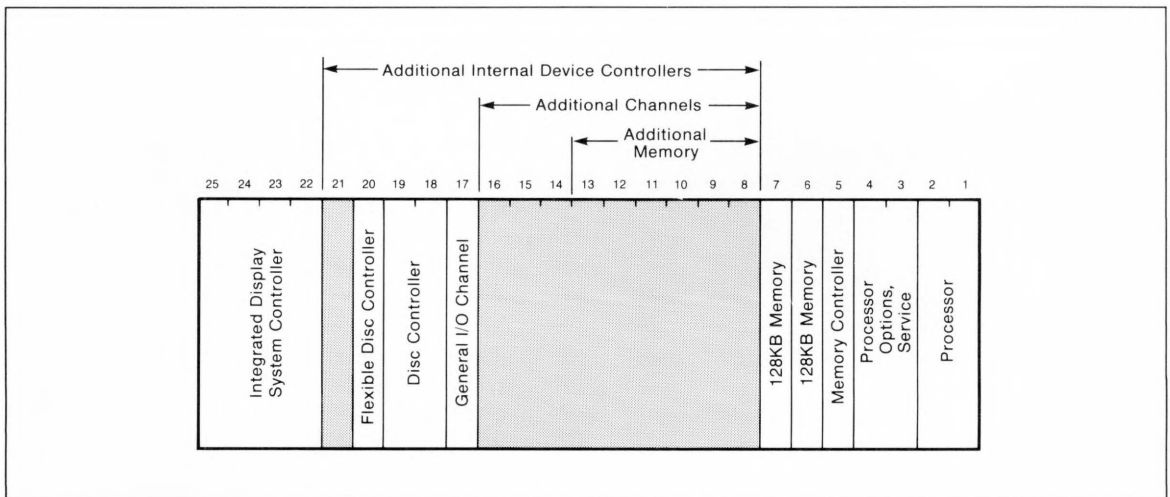 Additional Internal Device Controllers
Additional Channels
Additional
Memory
25 24 23 22 21 20 19 18 17 16 15 14 13 12 11 10 9 8 7 6 5 4 3 2 1
Integrated Display
System Controller
Flexible Disc Controller
Disc Controller
General I/O Channel
128KB Memory
128KB Memory
Memory Controller
Processor
Options,
Service
Processor